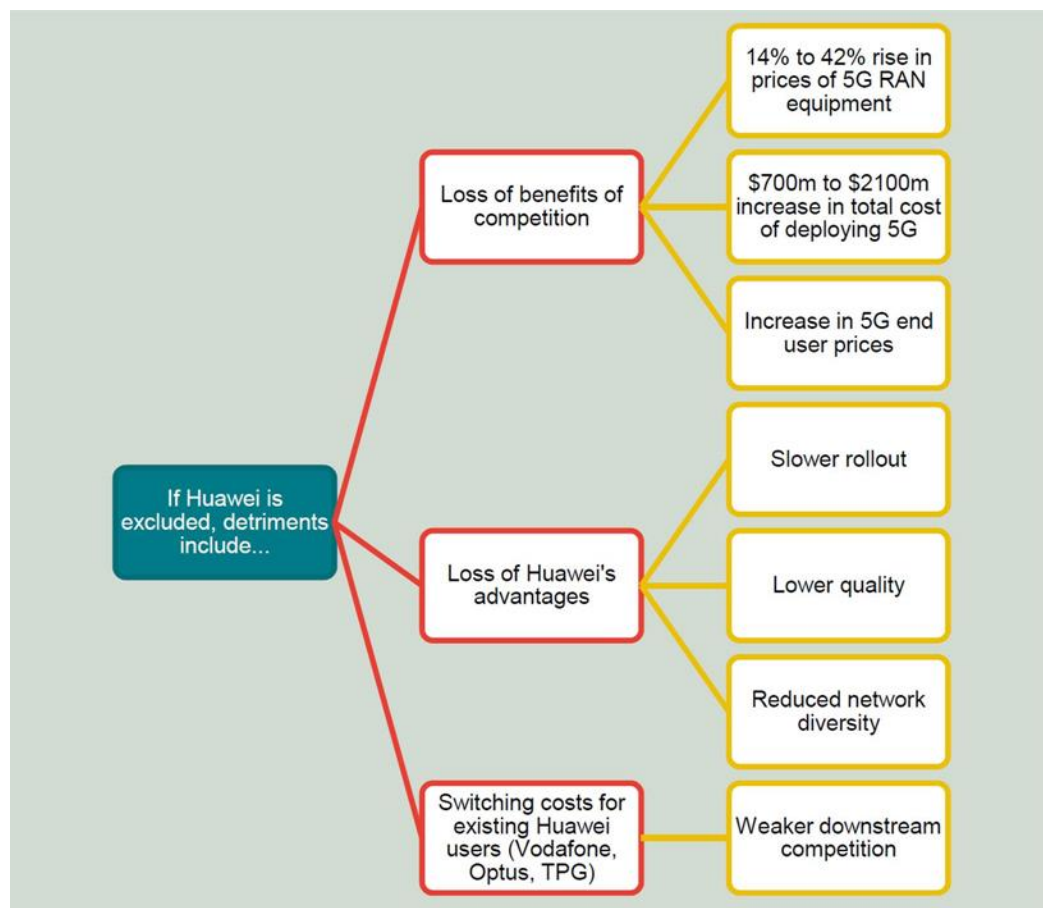 If Huawei is
excluded, detriments
include...
Loss of benefits of
competition
14% to 42% rise in
prices of 5G RAN
equipment
$700m to $2100m
increase in total cost
of deploying 5G
Increase in 5G end
user prices
Loss of Huawei's
advantages
Slower rollout
Lower quality
Reduced network
diversity
Switching costs for
existing Huawei
users (Vodafone,
Optus, TPG)
Weaker downstream
competition